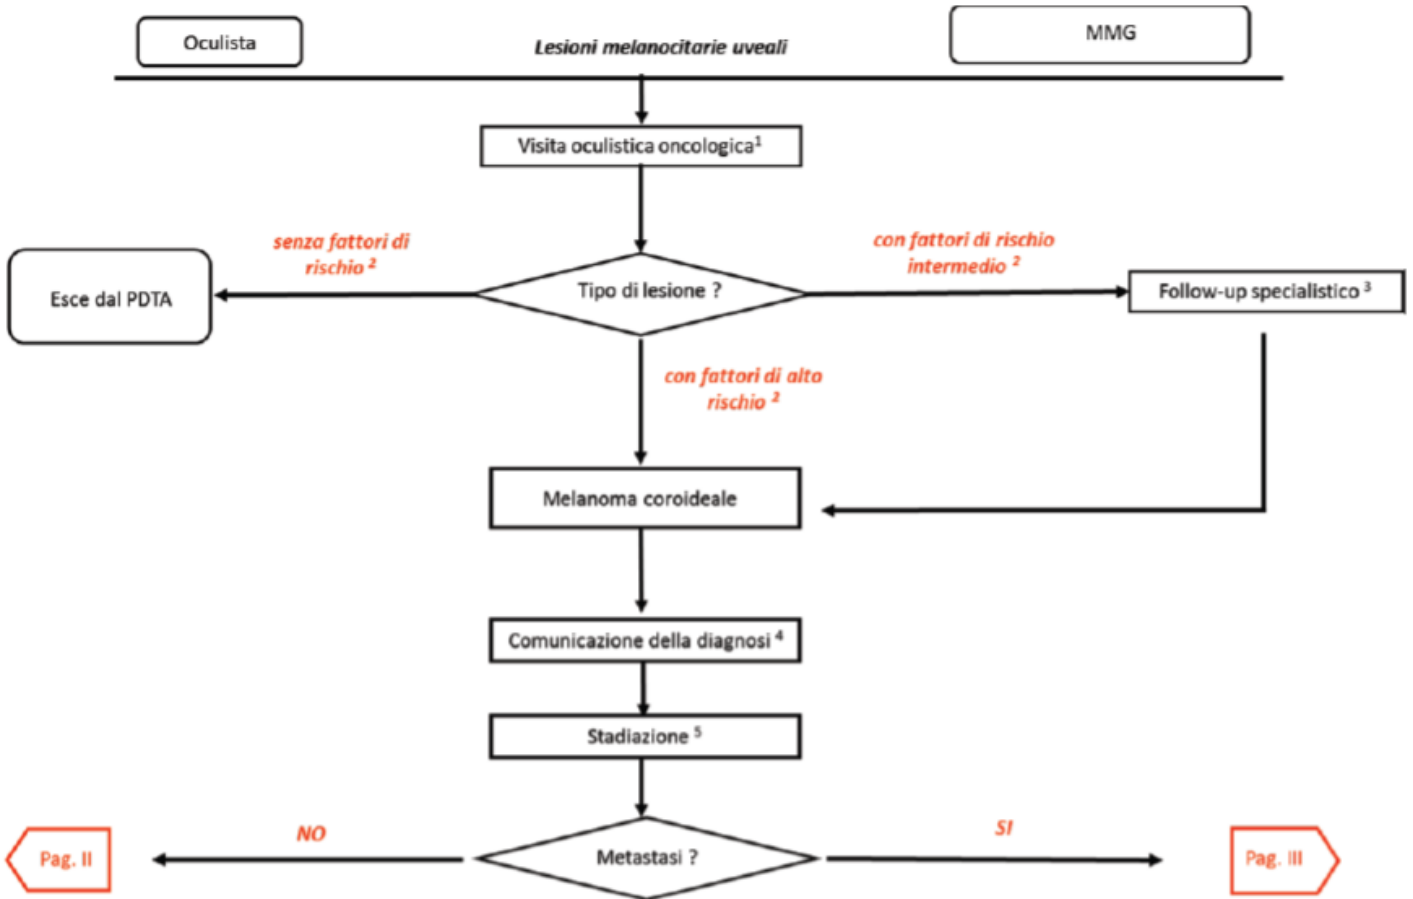 Oculista
Lesioni melanocitarie uveali
MMG
Visita oculistica oncologica¹
senza fattori di
rischio ²
con fattori di rischio
intermedio ²
Esce dal PDTA
Tipo di lesione ?
Follow-up specialistico ³
con fattori di alto
rischio ²
Melanoma coroideale
Comunicazione della diagnosi ⁴
Stadiazione ⁵
NO
SI
Pag. II
Metastasi ?
Pag. III